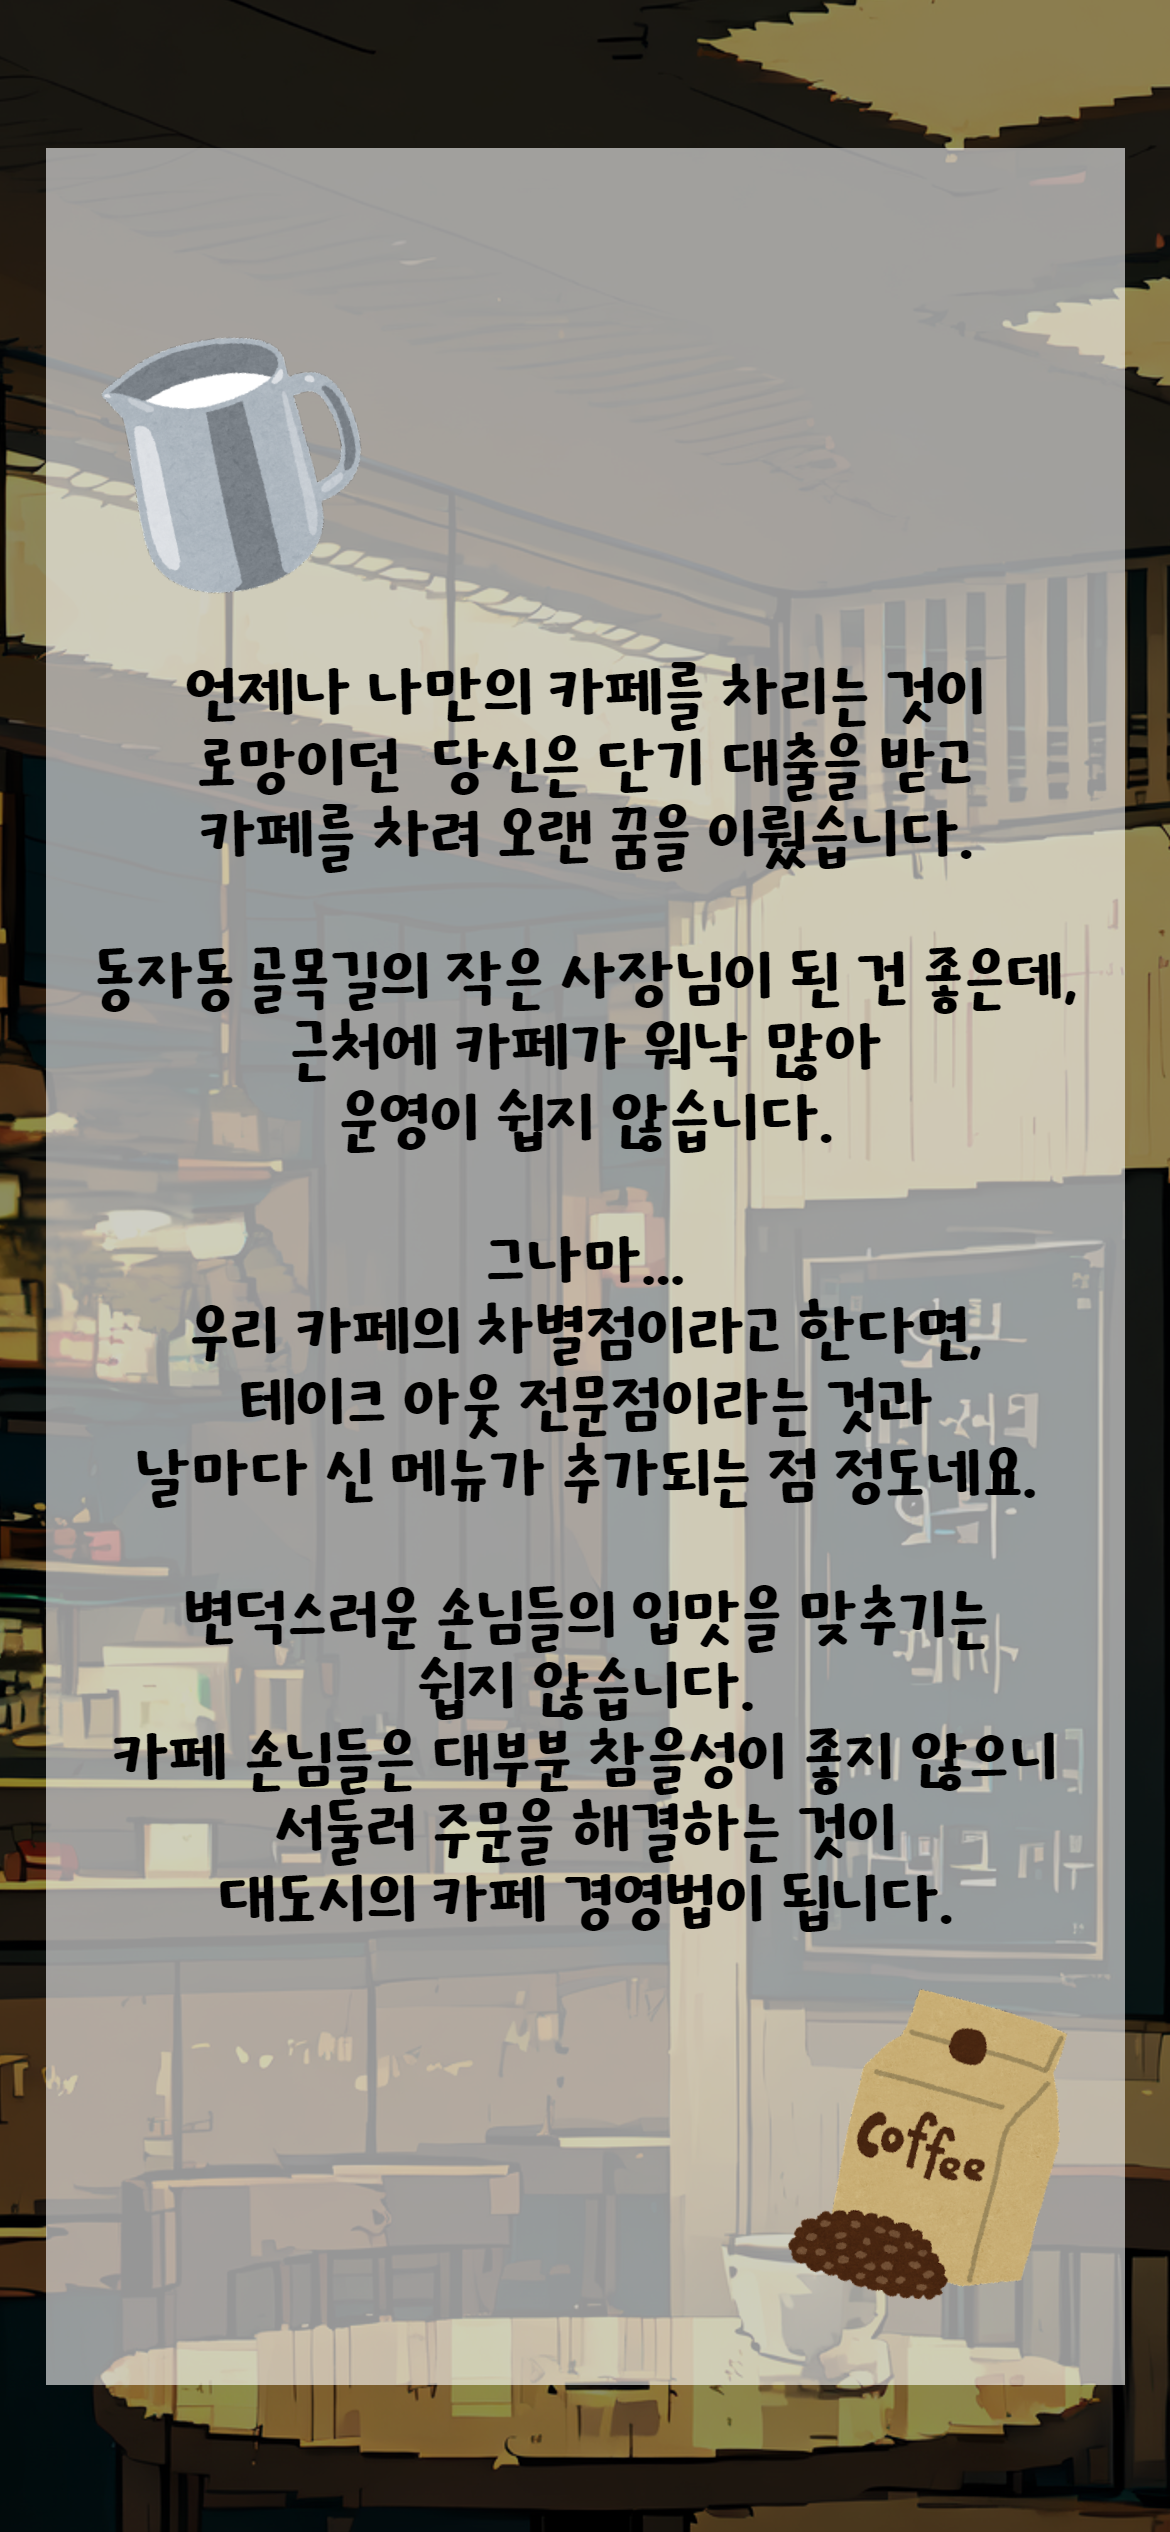 언제나 나만의 카페를 차리는 것이
로망이던 당신은 단기 대출을 받고
카페를 차려 오랜 꿈을 이뤘습니다.
동자동 골목길의 작은 사장님이 된 건 좋은데,
근처에 카페가 워낙 많아
운영이 쉽지 않습니다.
그나마...
우리 카페의 차별점이라고 한다면,
테이크 아웃 전문점이라는 것과
날마다 신 메뉴가 추가되는 점 정도네요.
변덕스러운 손님들의 입맛을 맞추기는
쉽지 않습니다.
카페 손님들은 대부분 참을성이 좋지 않으니
서둘러 주문을 해결하는 것이
대도시의 카페 경영법이 됩니다.
Coffee